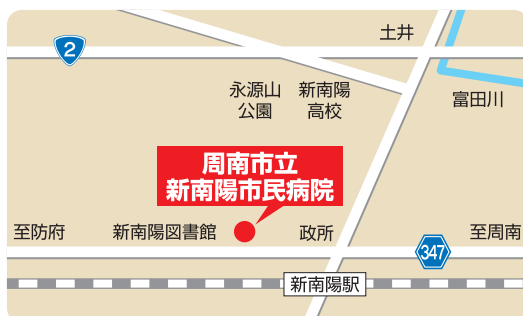 土井
2
永源山
公園
新南陽
高校
富田川
周南市立
新南陽市民病院
至防府
新南陽図書館
政所
至周南
347
新南陽駅